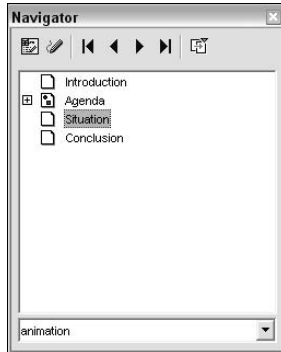 Navigator
Introduction
Agenda
Situation
Conclusion
animation